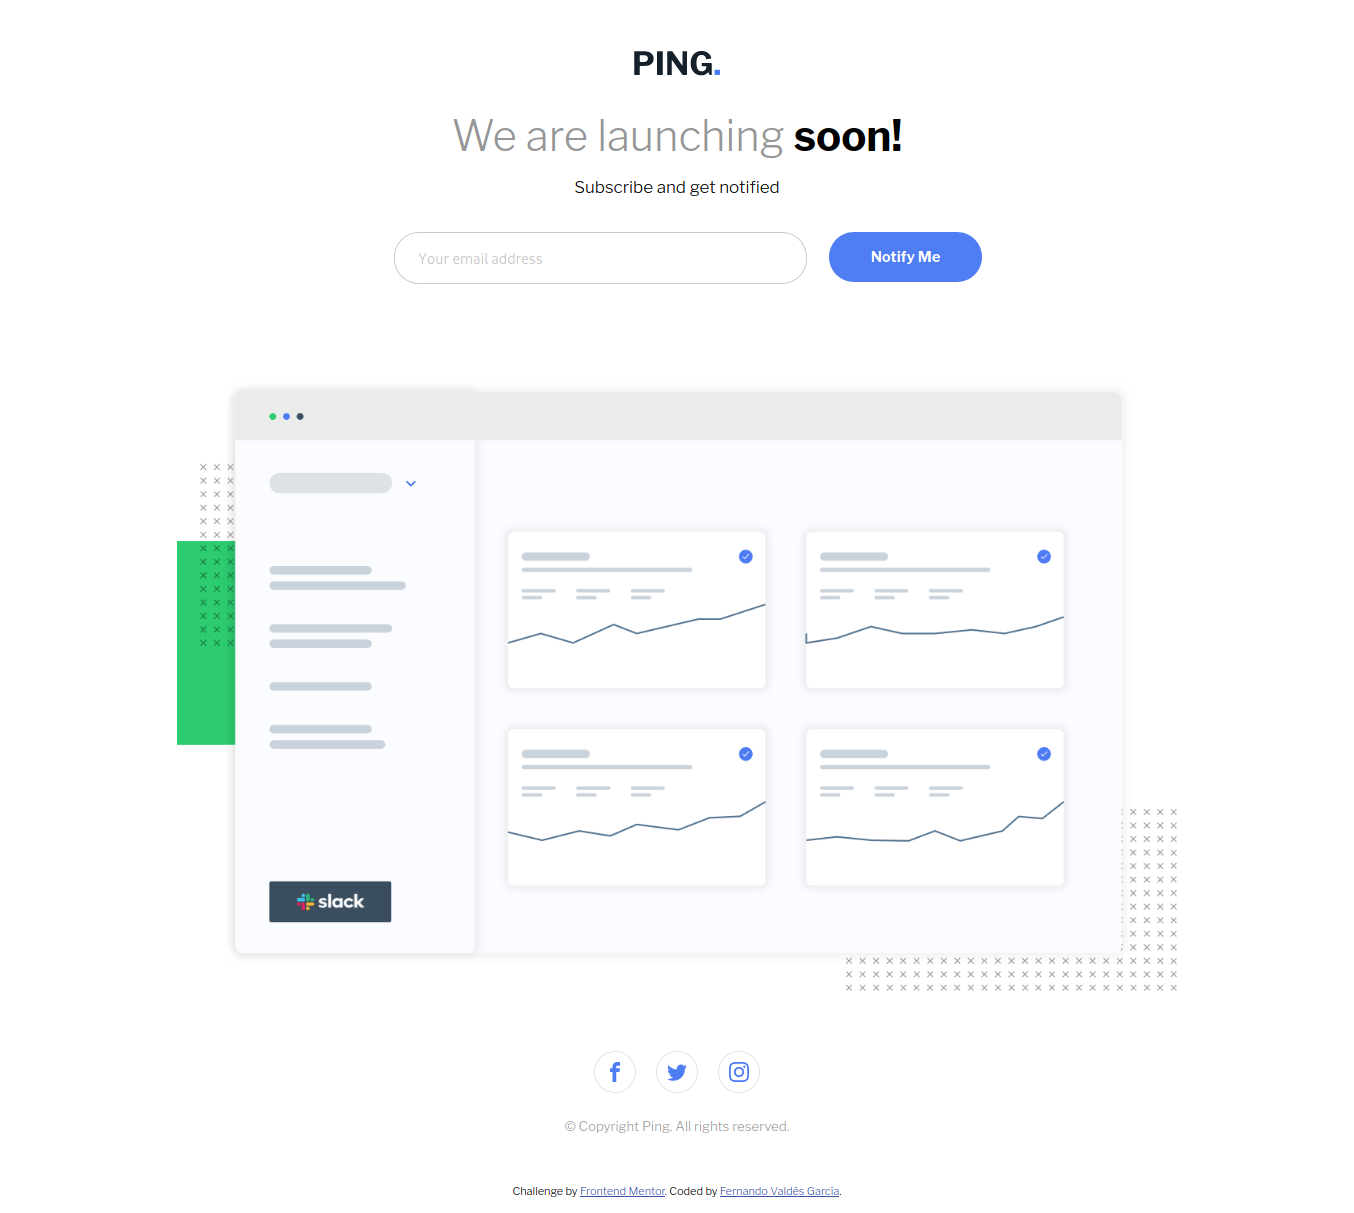 PING.
We are launching soon!
Subscribe and get notified
Your email address
Notify Me
slack
© Copyright Ping. All rights reserved.
Challenge by Frontend Mentor. Coded by Fernando Valdés García.